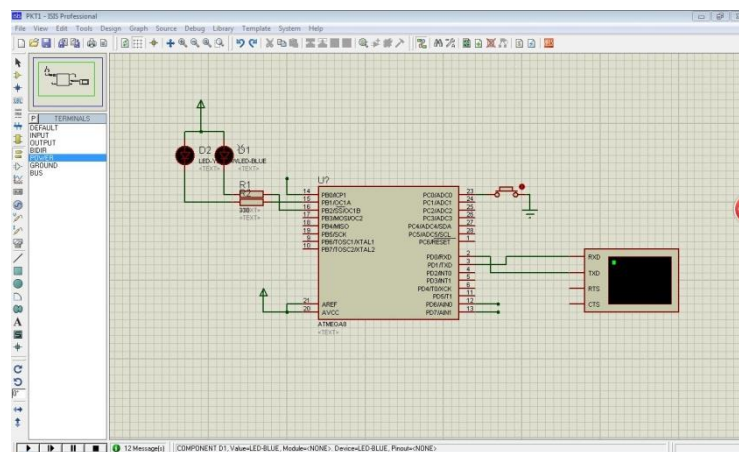 PKT1 - ISIS Professional
File View Edit Tools Design Graph Source Debug Library Template System Help
P TERMINALS
DEFAULT
INPUT
OUTPUT
BIDIR
POWER
GROUND
BUS
D2 D1
LED-BLUE
<TEXT> <TEXT>
R1
R2
330
<TEXT>
<TEXT>
U?
14 PB0/ICP1 PC0/ADC0 23
15 PB1/OC1A PC1/ADC1 24
16 PB2/SS/OC1B PC2/ADC2 25
17 PB3/MOSI/OC2 PC3/ADC3 26
18 PB4/MISO PC4/ADC4/SDA 27
19 PB5/SCK PC5/ADC5/SCL 28
9 PB6/TOSC1/XTAL1 PC6/RESET 1
10 PB7/TOSC2/XTAL2
PD0/RXD 2
PD1/TXD 3
PD2/INT0 4
PD3/INT1 5
PD4/T0/XCK 6
PD5/T1 11
21 AREF PD6/AIN0 12
20 AVCC PD7/AIN1 13
ATMEGA8
<TEXT>
RXD
TXD
RTS
CTS
12 Message(s) COMPONENT D1, Value=LED-BLUE, Module=<NONE>, Device=LED-BLUE, Pinout=<NONE>